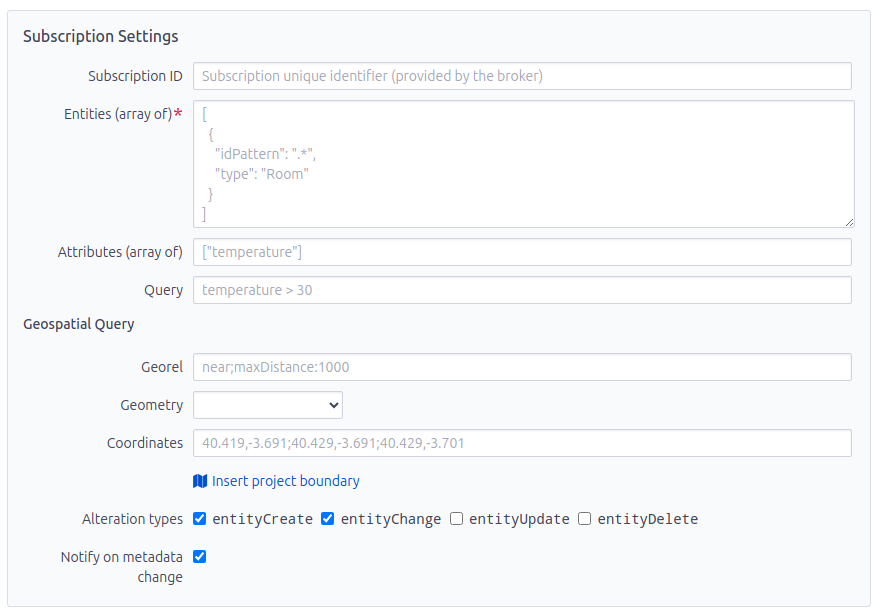 Subscription Settings
Subscription ID Subscription unique identifier (provided by the broker)
Entities (array of)* [
{
"idPattern": ".*",
"type": "Room"
}
]
Attributes (array of) ["temperature"]
Query temperature > 30
Geospatial Query
Georel near;maxDistance:1000
Geometry
Coordinates 40.419,-3.691;40.429,-3.691;40.429,-3.701
Insert project boundary
Alteration types entityCreate entityChange entityUpdate entityDelete
Notify on metadata
change